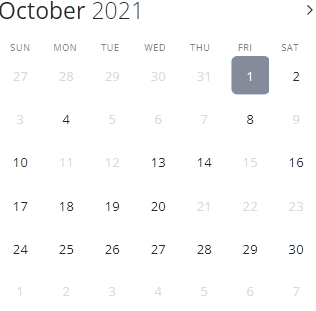 October 2021
SUN MON TUE WED THU FRI SAT
27 28 29 30 31 1 2
3 4 5 6 7 8 9
10 11 12 13 14 15 16
17 18 19 20 21 22 23
24 25 26 27 28 29 30
1 2 3 4 5 6 7